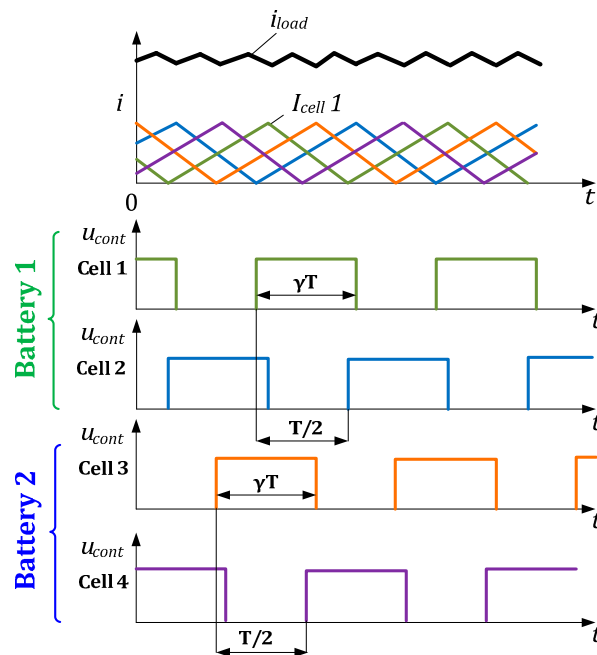 i_load
i
I_cell 1
t
0
Battery 1
u_cont
Cell 1
γT
t
u_cont
Cell 2
t
T/2
Battery 2
u_cont
Cell 3
γT
t
u_cont
Cell 4
t
T/2